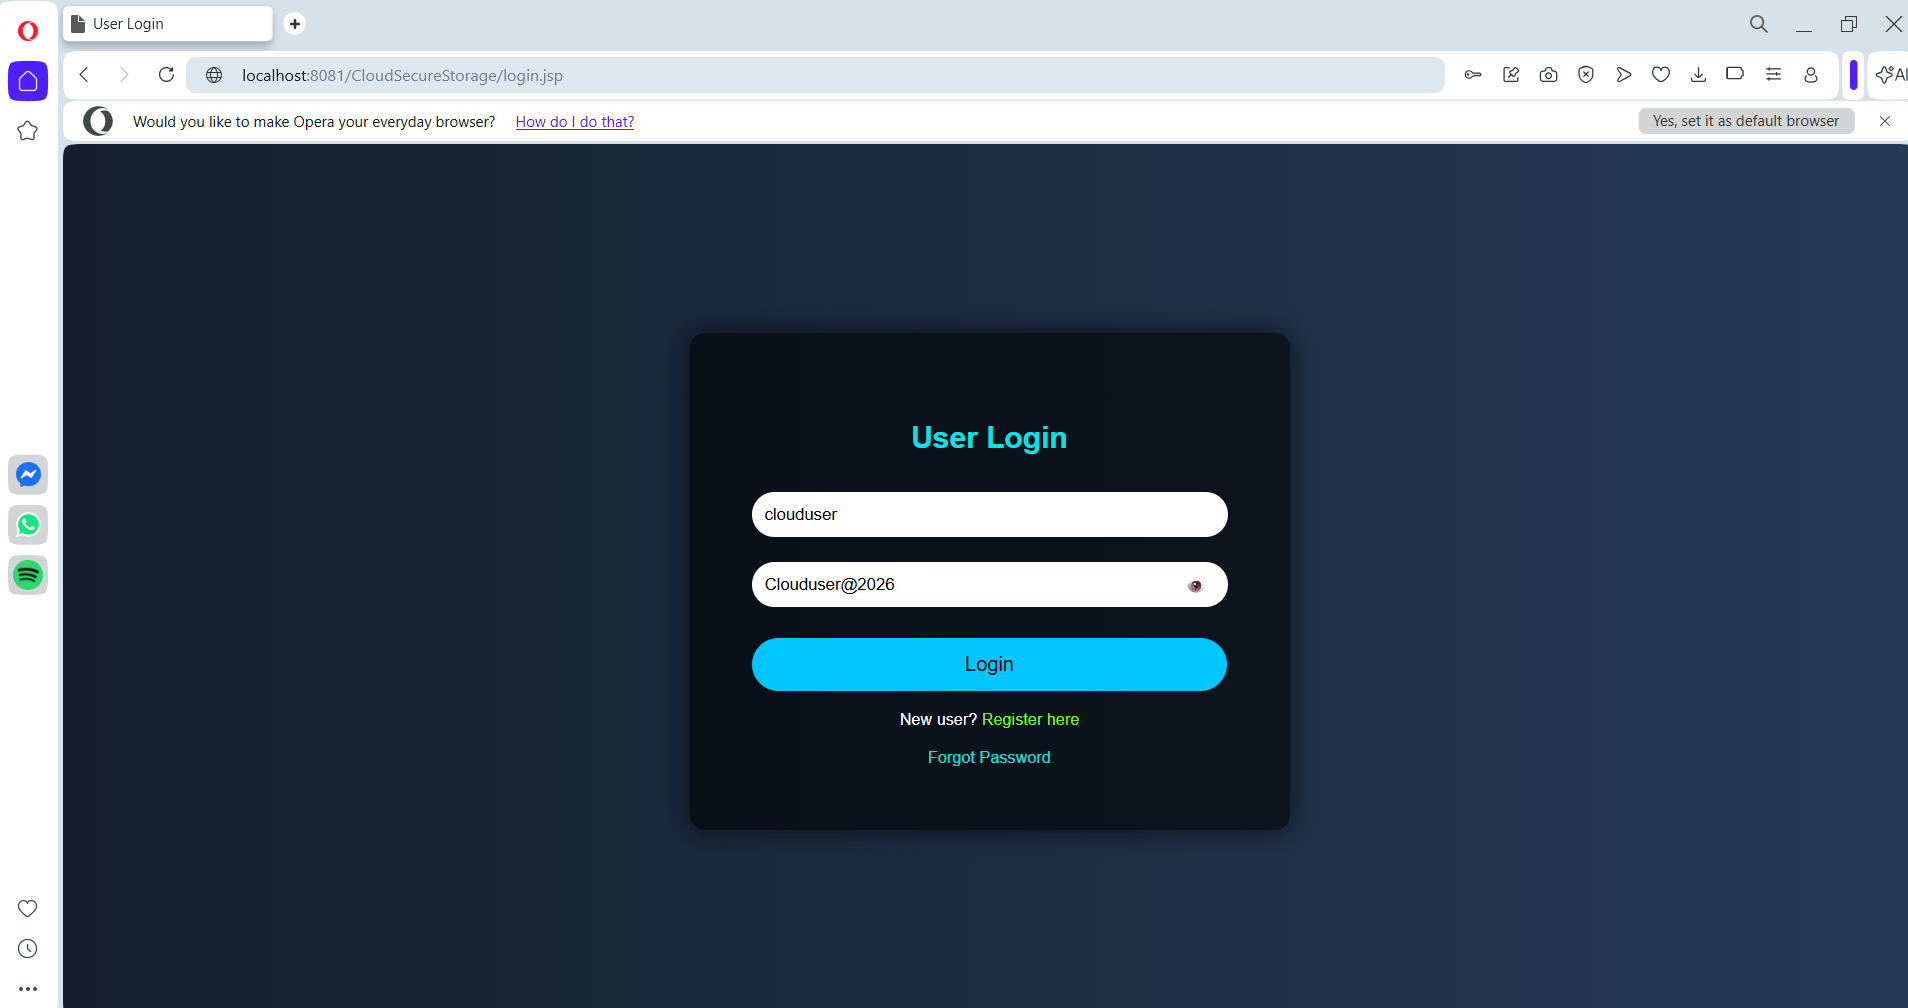 User Login
localhost:8081/CloudSecureStorage/login.jsp
AI
Would you like to make Opera your everyday browser? How do I do that?
Yes, set it as default browser
User Login
clouduser
Clouduser@2026
Login
New user? Register here
Forgot Password